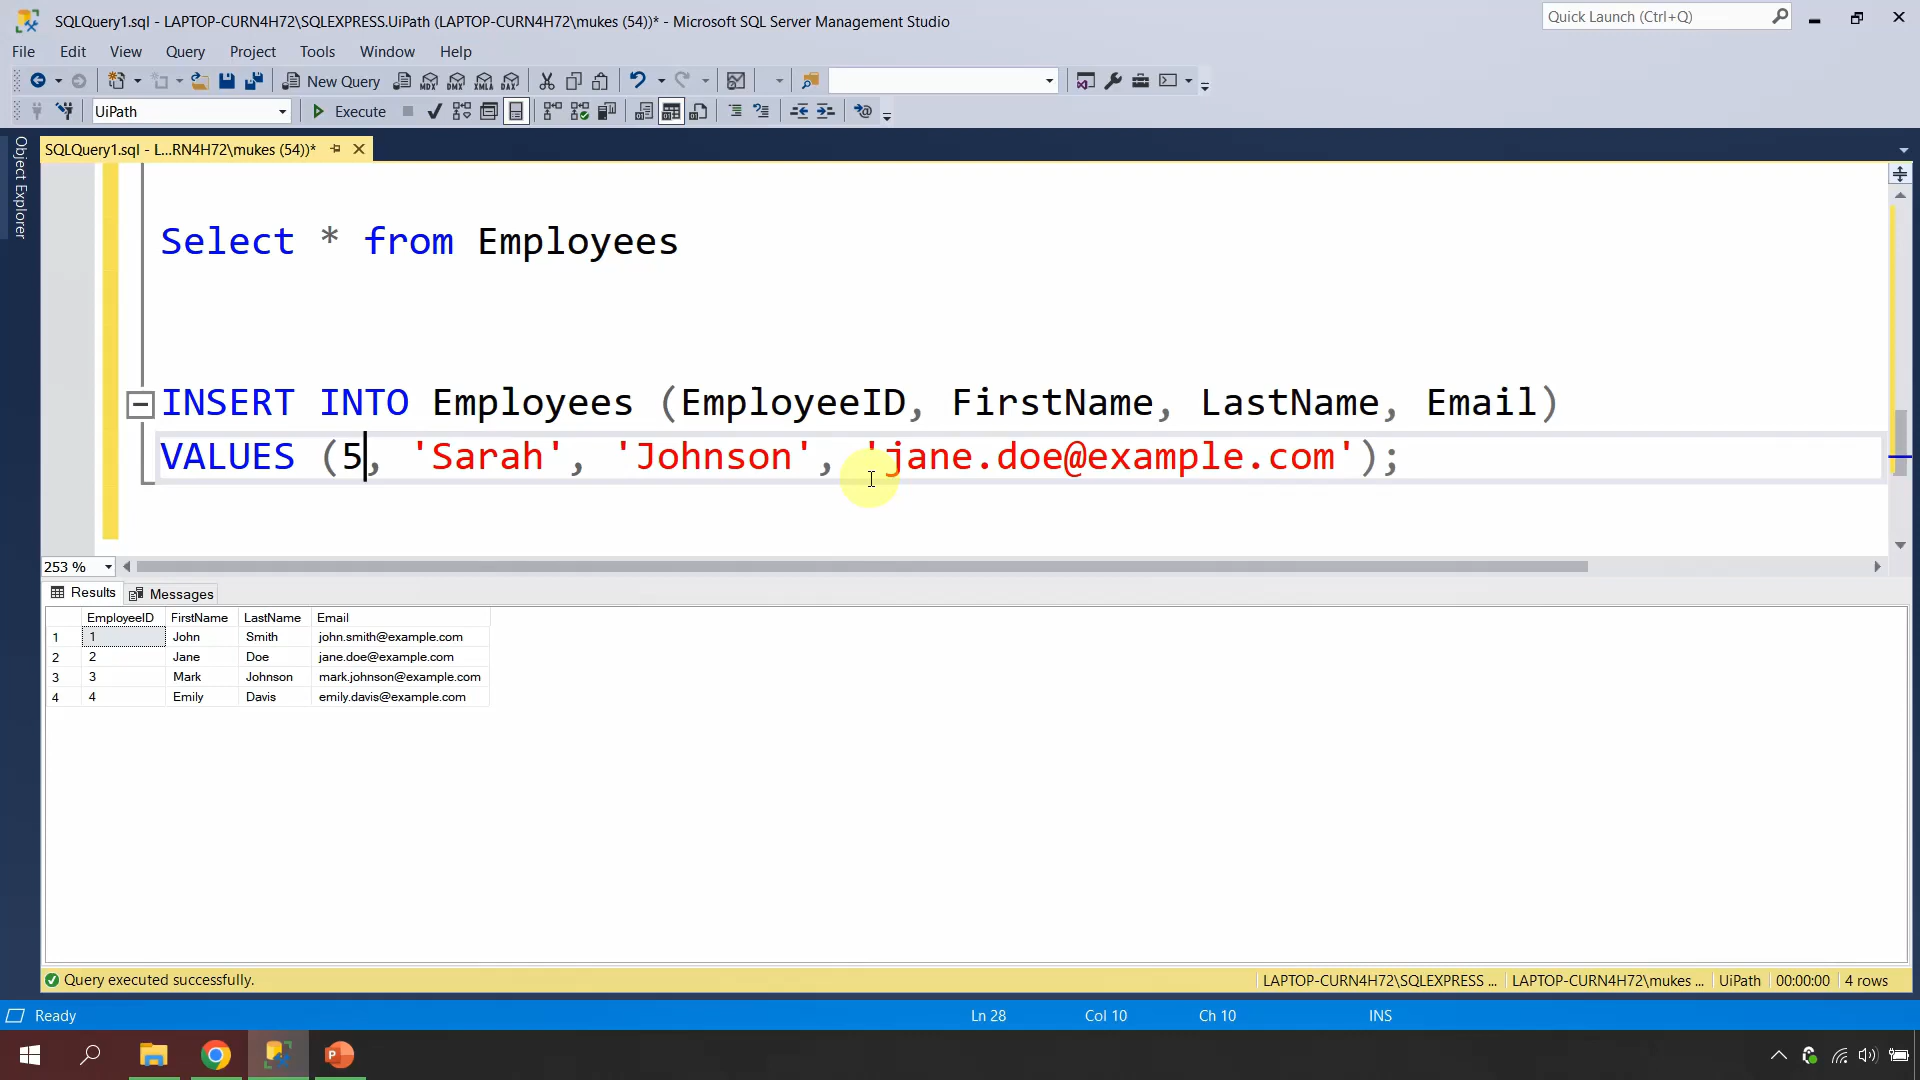 SQLQuery1.sql - LAPTOP-CURN4H72\SQLEXPRESS.UiPath (LAPTOP-CURN4H72\mukes (54))* - Microsoft SQL Server Management Studio
Quick Launch (Ctrl+Q)
File Edit View Query Project Tools Window Help
New Query MDX DMX XMLA DAX
UiPath Execute
Object Explorer
SQLQuery1.sql - L...RN4H72\mukes (54))*
Select * from Employees
INSERT INTO Employees (EmployeeID, FirstName, LastName, Email)
VALUES (5, 'Sarah', 'Johnson', 'jane.doe@example.com');
253 %
Results Messages
EmployeeID FirstName LastName Email
1 1 John Smith john.smith@example.com
2 2 Jane Doe jane.doe@example.com
3 3 Mark Johnson mark.johnson@example.com
4 4 Emily Davis emily.davis@example.com
Query executed successfully. LAPTOP-CURN4H72\SQLEXPRESS ... LAPTOP-CURN4H72\mukes ... UiPath 00:00:00 4 rows
Ready Ln 28 Col 10 Ch 10 INS